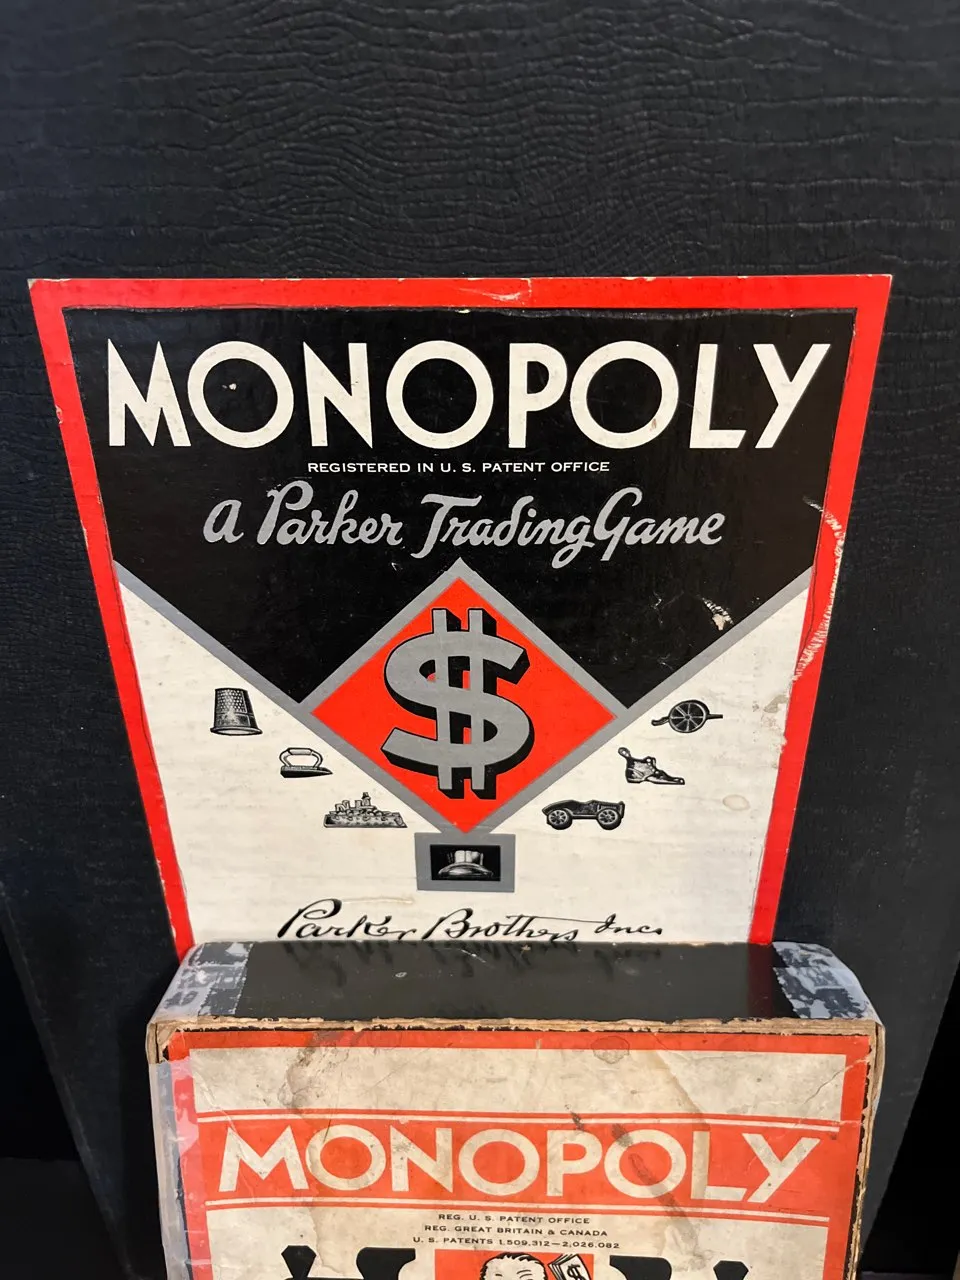 MONOPOLY
REGISTERED IN U. S. PATENT OFFICE
a Parker Trading Game
$
Parker Brothers Inc.
MONOPOLY
REG. U. S. PATENT OFFICE
REG. GREAT BRITAIN & CANADA
U. S. PATENTS 1,509,312—2,026,082
$